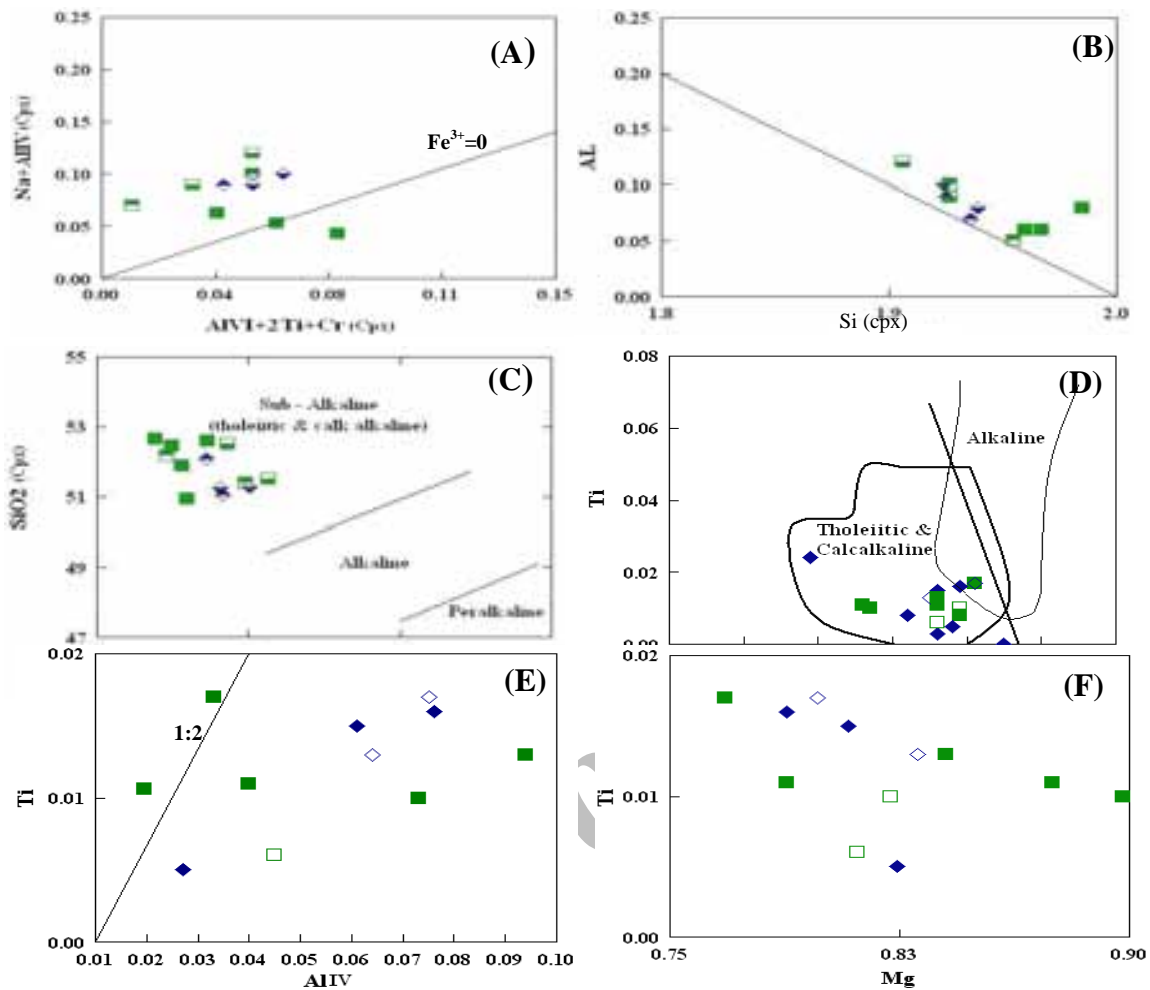 (A)
0.25
0.20
0.15
0.10
0.05
0.00
Na+AlIV (Cpx)
Fe3+=0
0.00 0.04 0.08 0.11 0.15
AlVI+2Ti+Cr (Cpx)
(B)
0.25
0.20
0.15
0.10
0.05
0.00
AL
1.8 1.9 2.0
Si (cpx)
(C)
55
53
51
49
47
SiO2 (Cpx)
Sub - Alkaline
(tholeiitic & calk alkaline)
Alkaline
Peralkaline
(D)
0.08
0.06
0.04
0.02
0.00
Ti
Alkaline
Tholeiitic &
Calcalkaline
(E)
0.02
0.01
0.00
Ti
1:2
0.01 0.02 0.03 0.04 0.05 0.06 0.07 0.08 0.09 0.10
AlIV
(F)
0.02
0.01
0.00
Ti
0.75 0.83 0.90
Mg